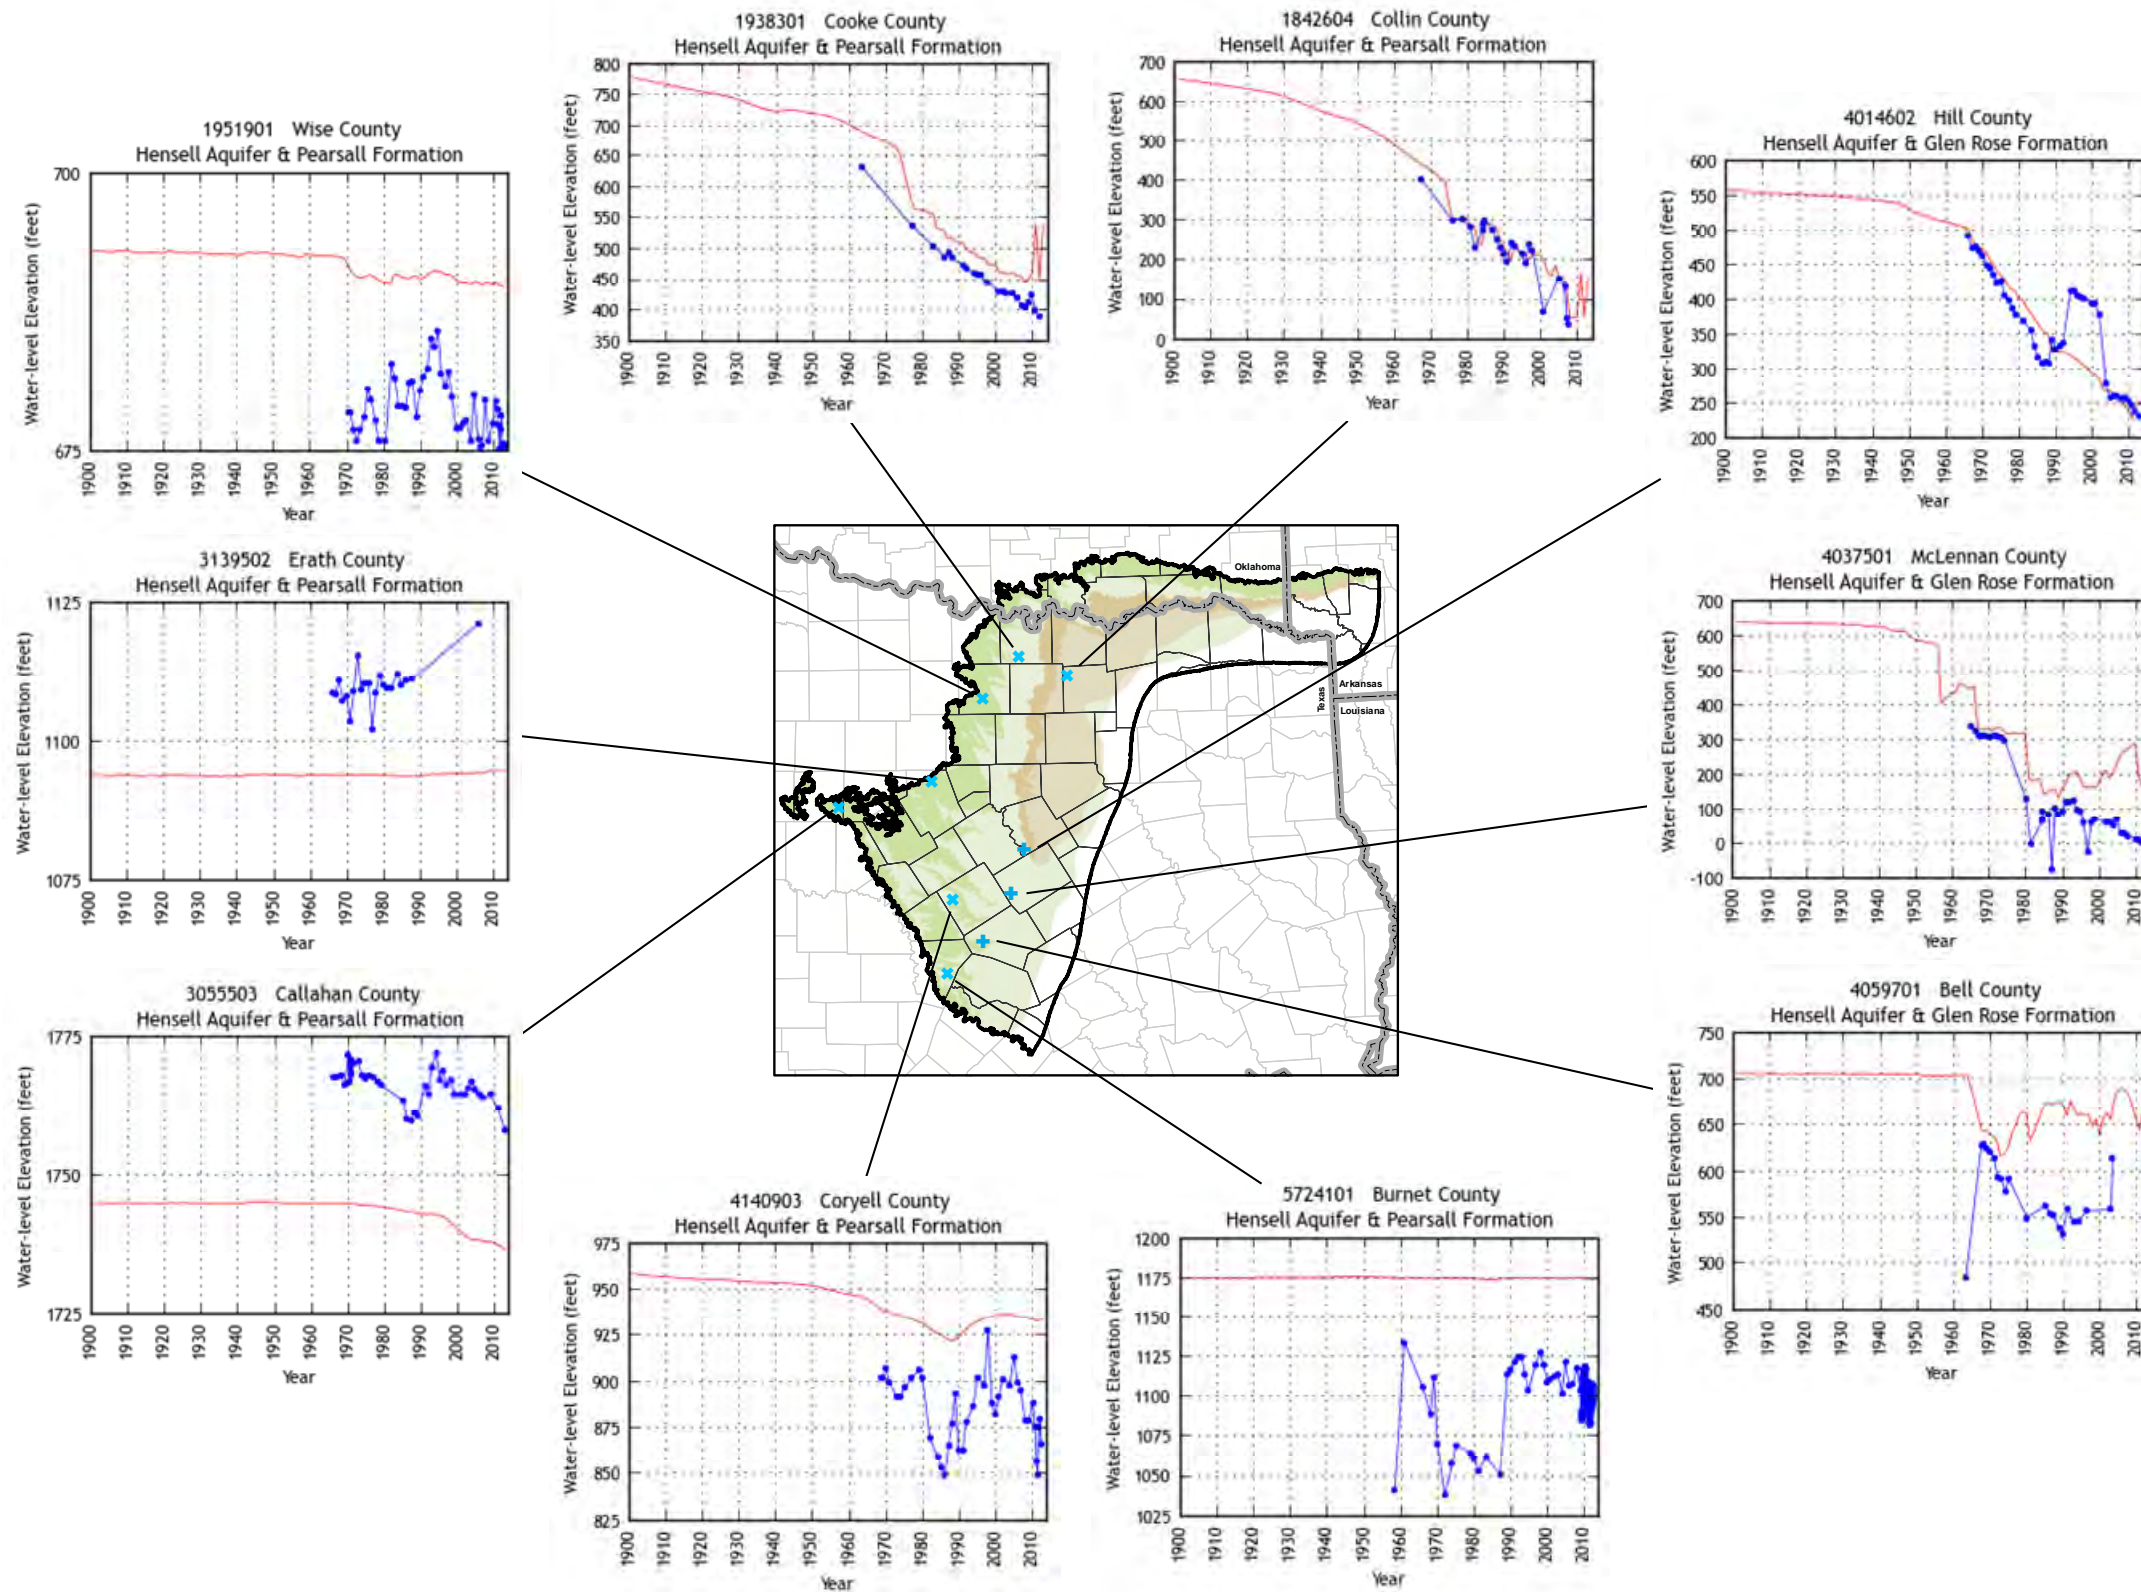 1938301 Cooke County
Hensell Aquifer & Pearsall Formation
Water-level Elevation (feet)
800
750
700
650
600
550
500
450
400
350
1900 1910 1920 1930 1940 1950 1960 1970 1980 1990 2000 2010
Year
1842604 Collin County
Hensell Aquifer & Pearsall Formation
Water-level Elevation (feet)
700
600
500
400
300
200
100
0
1900 1910 1920 1930 1940 1950 1960 1970 1980 1990 2000 2010
Year
1951901 Wise County
Hensell Aquifer & Pearsall Formation
Water-level Elevation (feet)
700
675
1900 1910 1920 1930 1940 1950 1960 1970 1980 1990 2000 2010
Year
4014602 Hill County
Hensell Aquifer & Glen Rose Formation
Water-level Elevation (feet)
600
550
500
450
400
350
300
250
200
1900 1910 1920 1930 1940 1950 1960 1970 1980 1990 2000 2010
Year
3139502 Erath County
Hensell Aquifer & Pearsall Formation
Water-level Elevation (feet)
1125
1100
1075
1900 1910 1920 1930 1940 1950 1960 1970 1980 1990 2000 2010
Year
Oklahoma
Arkansas
Texas
Louisiana
4037501 McLennan County
Hensell Aquifer & Glen Rose Formation
Water-level Elevation (feet)
700
600
500
400
300
200
100
0
-100
1900 1910 1920 1930 1940 1950 1960 1970 1980 1990 2000 2010
Year
3055503 Callahan County
Hensell Aquifer & Pearsall Formation
Water-level Elevation (feet)
1775
1750
1725
1900 1910 1920 1930 1940 1950 1960 1970 1980 1990 2000 2010
Year
4059701 Bell County
Hensell Aquifer & Glen Rose Formation
Water-level Elevation (feet)
750
700
650
600
550
500
450
1900 1910 1920 1930 1940 1950 1960 1970 1980 1990 2000 2010
Year
4140903 Coryell County
Hensell Aquifer & Pearsall Formation
Water-level Elevation (feet)
975
950
925
900
875
850
825
1900 1910 1920 1930 1940 1950 1960 1970 1980 1990 2000 2010
Year
5724101 Burnet County
Hensell Aquifer & Pearsall Formation
Water-level Elevation (feet)
1200
1175
1150
1125
1100
1075
1050
1025
1900 1910 1920 1930 1940 1950 1960 1970 1980 1990 2000 2010
Year